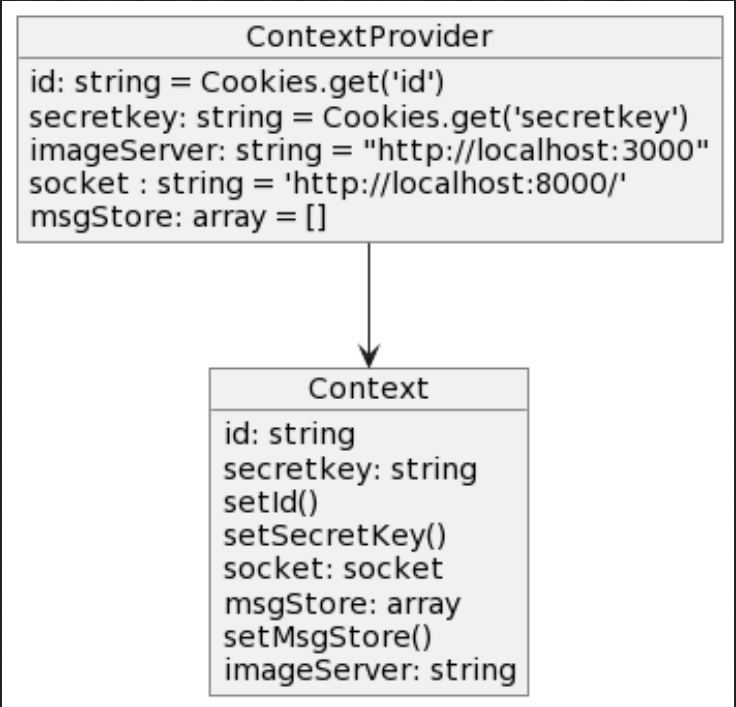 ContextProvider
id: string = Cookies.get('id')
secretkey: string = Cookies.get('secretkey')
imageServer: string = "http://localhost:3000"
socket : string = 'http://localhost:8000/'
msgStore: array = []
Context
id: string
secretkey: string
setId()
setSecretKey()
socket: socket
msgStore: array
setMsgStore()
imageServer: string